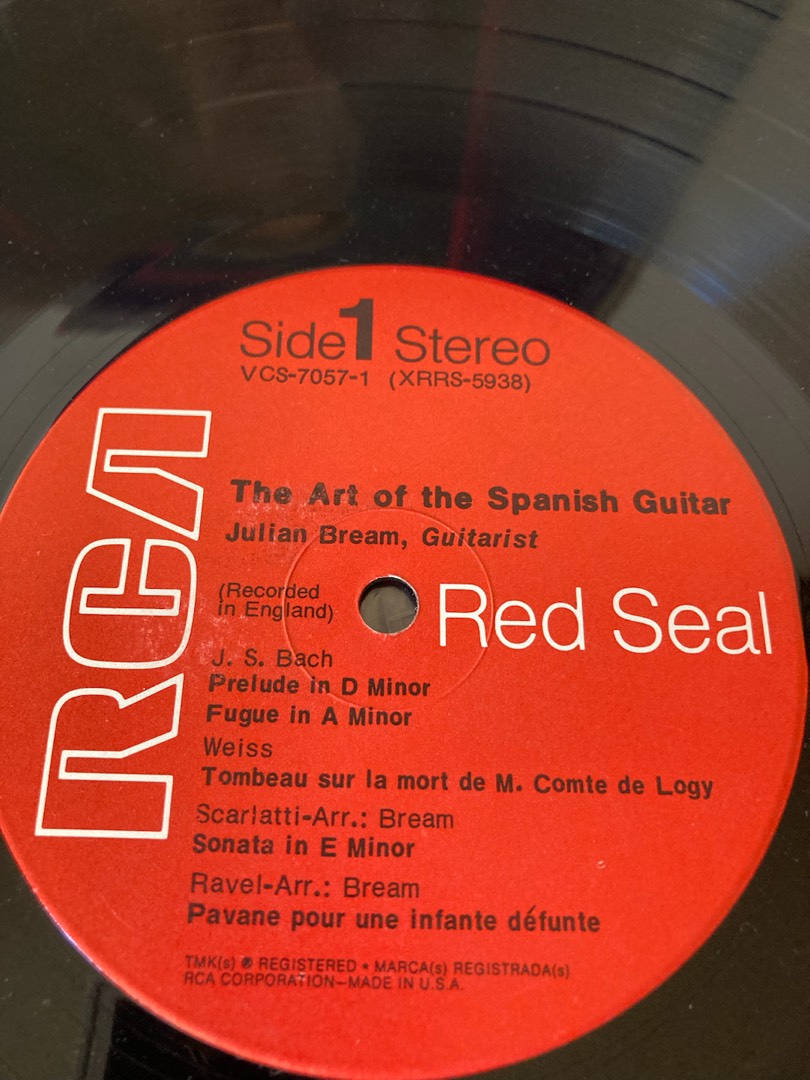 Side 1 Stereo
VCS-7057-1 (XRRS-5938)
RCA
The Art of the Spanish Guitar
Julian Bream, Guitarist
(Recorded
in England)
Red Seal
J. S. Bach
Prelude in D Minor
Fugue in A Minor
Weiss
Tombeau sur la mort de M. Comte de Logy
Scarlatti-Arr.: Bream
Sonata in E Minor
Ravel-Arr.: Bream
Pavane pour une infante défunte
TMK(s) ® REGISTERED • MARCA(s) REGISTRADA(s)
RCA CORPORATION—MADE IN U.S.A.